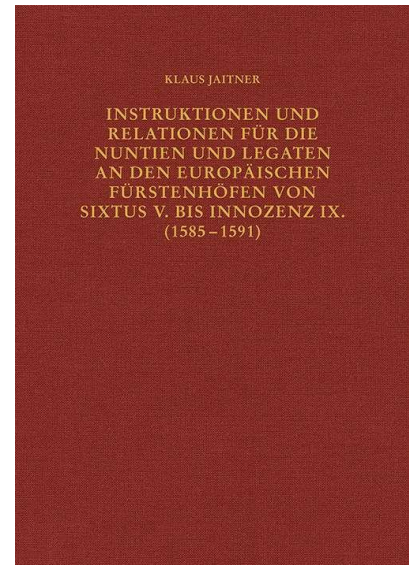 KLAUS JAITNER
INSTRUKTIONEN UND
RELATIONEN FÜR DIE
NUNTIEN UND LEGATEN
AN DEN EUROPÄISCHEN
FÜRSTENHÖFEN VON
SIXTUS V. BIS INNOZENZ IX.
(1585–1591)